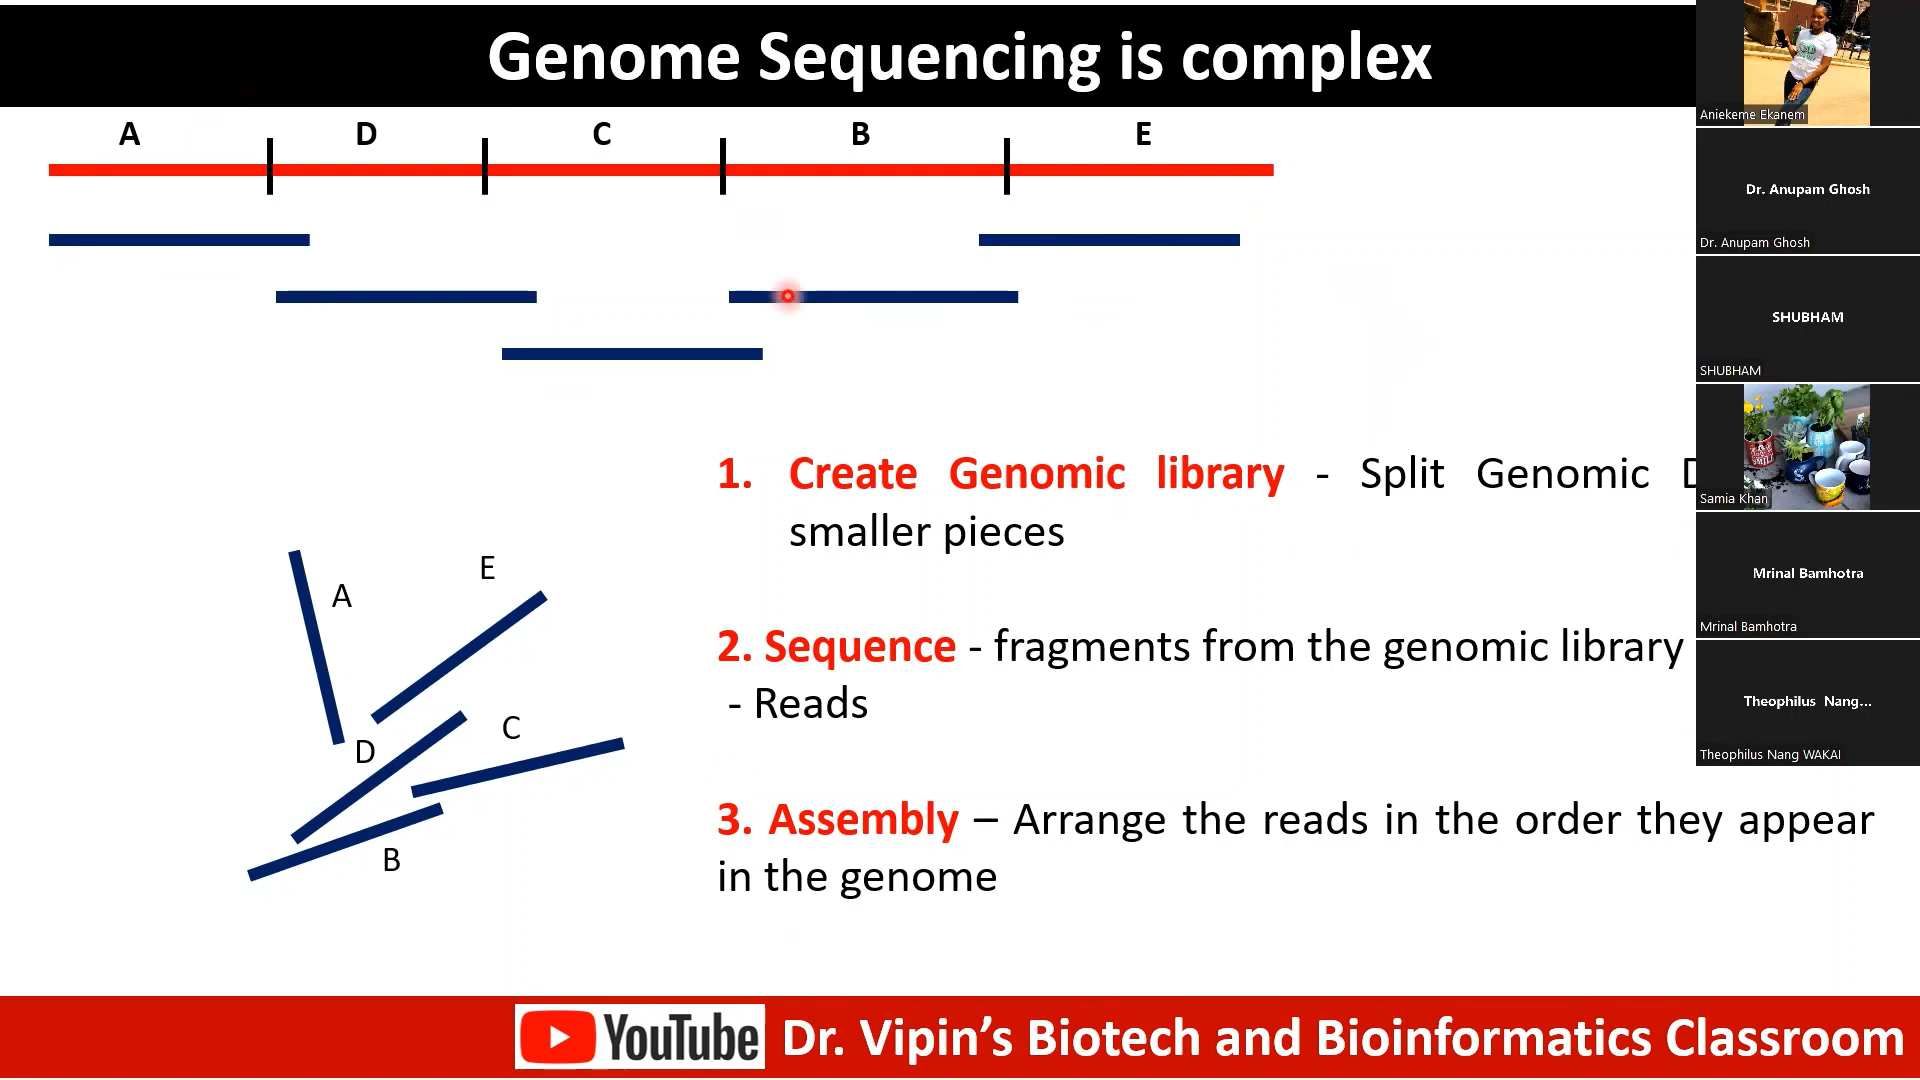 Genome Sequencing is complex
A D C B E
1. Create Genomic library - Split Genomic
smaller pieces
2. Sequence - fragments from the genomic library
- Reads
3. Assembly – Arrange the reads in the order they appear
in the genome
A
E
D
C
B
YouTube Dr. Vipin’s Biotech and Bioinformatics Classroom
Aniekeme Ekanem
Dr. Anupam Ghosh
Dr. Anupam Ghosh
SHUBHAM
SHUBHAM
Samia Khan
Mrinal Bamhotra
Mrinal Bamhotra
Theophilus Nang...
Theophilus Nang WAKAI